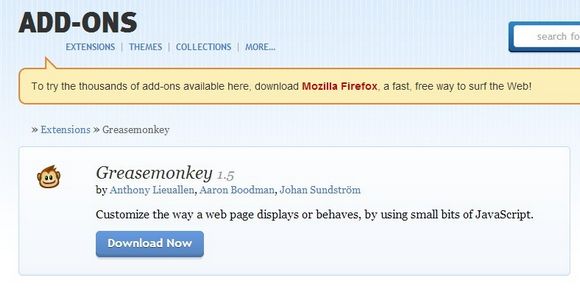 ADD-ONS
EXTENSIONS | THEMES | COLLECTIONS | MORE...
search fo
To try the thousands of add-ons available here, download Mozilla Firefox, a fast, free way to surf the Web!
» Extensions » Greasemonkey
Greasemonkey 1.5
by Anthony Lieuallen, Aaron Boodman, Johan Sundström
Customize the way a web page displays or behaves, by using small bits of JavaScript.
Download Now